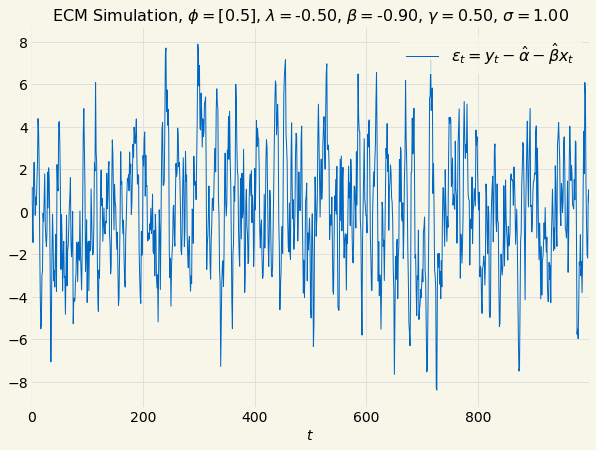 ECM Simulation, ϕ = [0.5], λ = -0.50, β = -0.90, γ = 0.50, σ = 1.00
εₜ = yₜ − α̂ − β̂xₜ
8
6
4
2
0
−2
−4
−6
−8
0 200 400 600 800
t